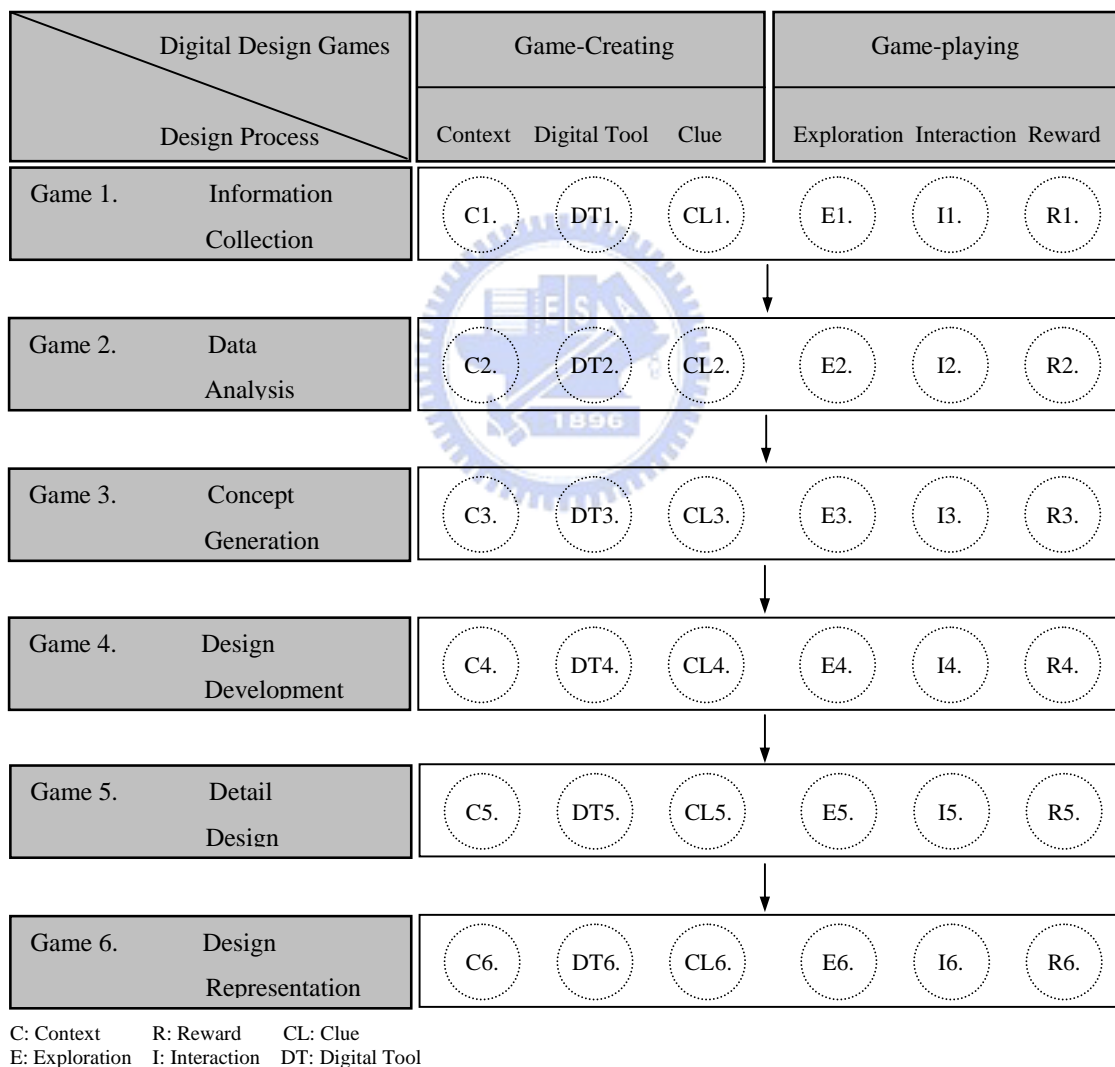 Digital Design Games
Design Process
Game-Creating
Game-playing
Context Digital Tool Clue
Exploration Interaction Reward
Game 1. Information
Collection
C1. DT1. CL1. E1. I1. R1.
E S A
Game 2. Data
Analysis
C2. DT2. CL2. E2. I2. R2.
1896
Game 3. Concept
Generation
C3. DT3. CL3. E3. I3. R3.
Game 4. Design
Development
C4. DT4. CL4. E4. I4. R4.
Game 5. Detail
Design
C5. DT5. CL5. E5. I5. R5.
Game 6. Design
Representation
C6. DT6. CL6. E6. I6. R6.
C: Context R: Reward CL: Clue
E: Exploration I: Interaction DT: Digital Tool